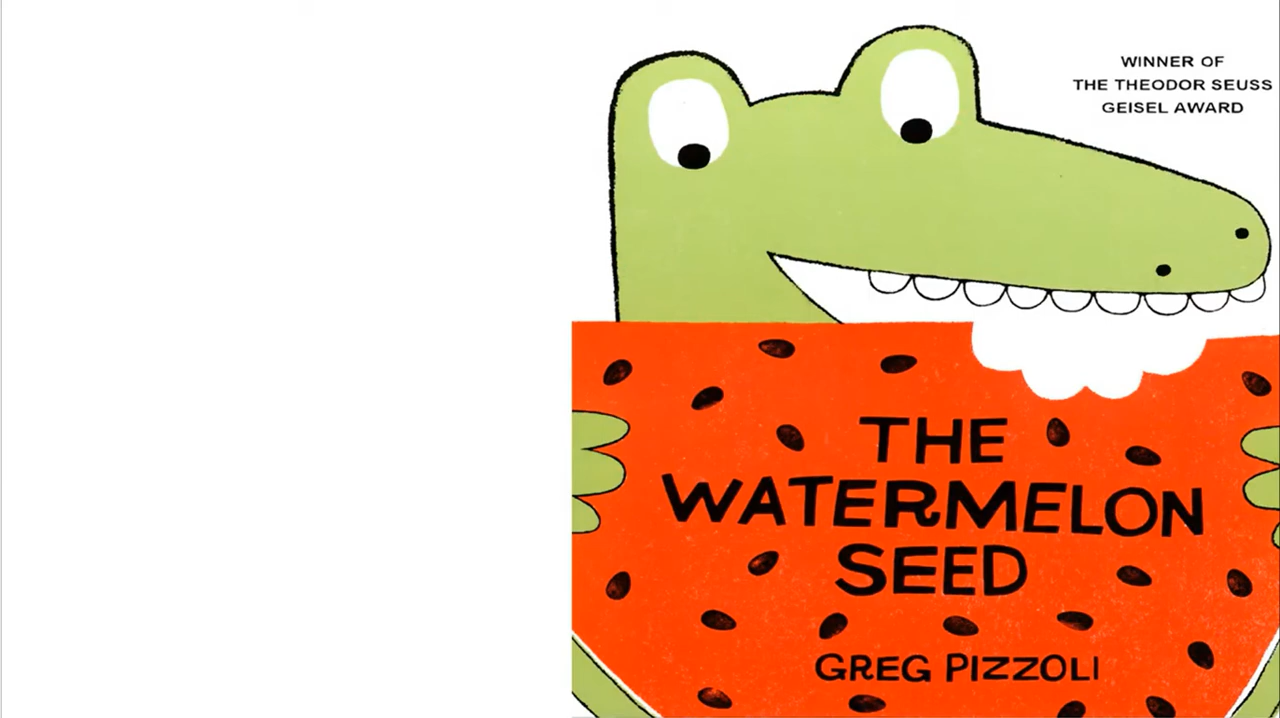 WINNER OF
THE THEODOR SEUSS
GEISEL AWARD
THE
WATERMELON
SEED
GREG PIZZOLI